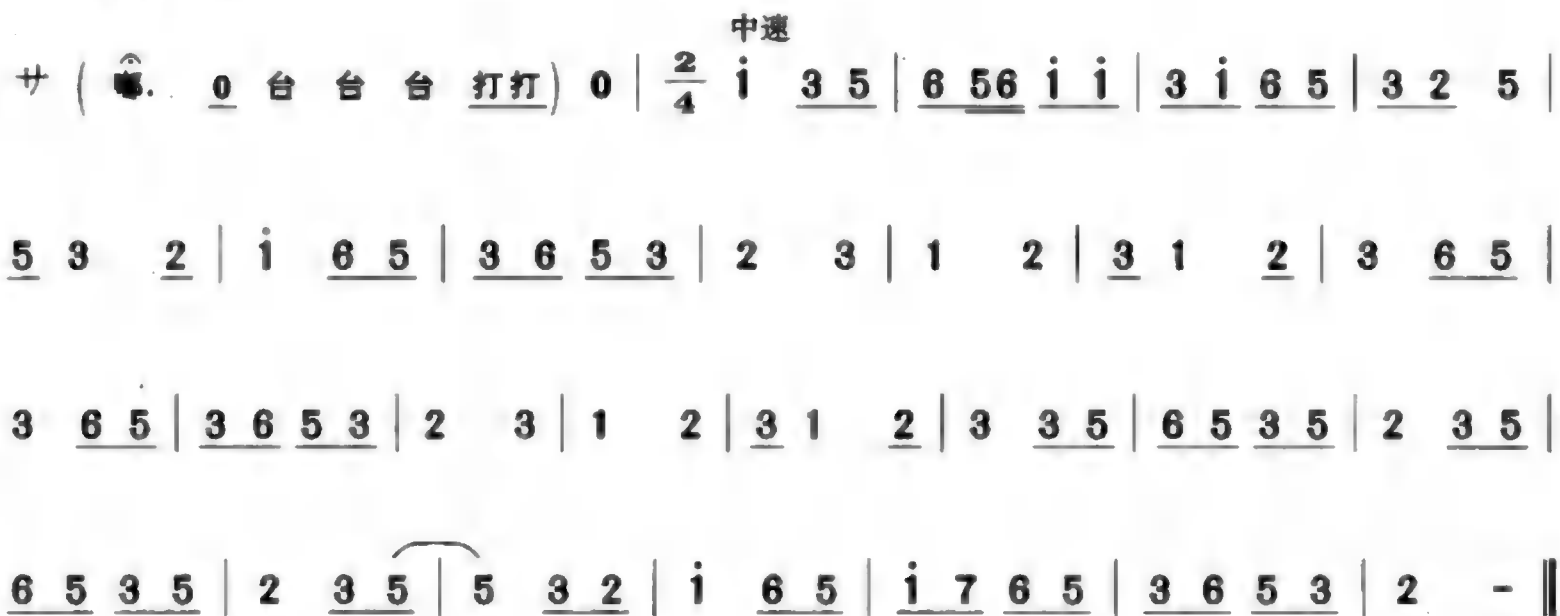 中速
サ ( . 0 台 台 台 打打) 0 | 2/4 i̇ 3 5 | 6 56 i̇ i̇ | 3 i̇ 6 5 | 3 2 5 |
5 3 2 | i̇ 6 5 | 3 6 5 3 | 2 3 | 1 2 | 3 1 2 | 3 6 5 |
3 6 5 | 3 6 5 3 | 2 3 | 1 2 | 3 1 2 | 3 3 5 | 6 5 3 5 | 2 3 5 |
6 5 3 5 | 2 3 5 | 5 3 2 | i̇ 6 5 | i̇ 7 6 5 | 3 6 5 3 | 2 - ‖